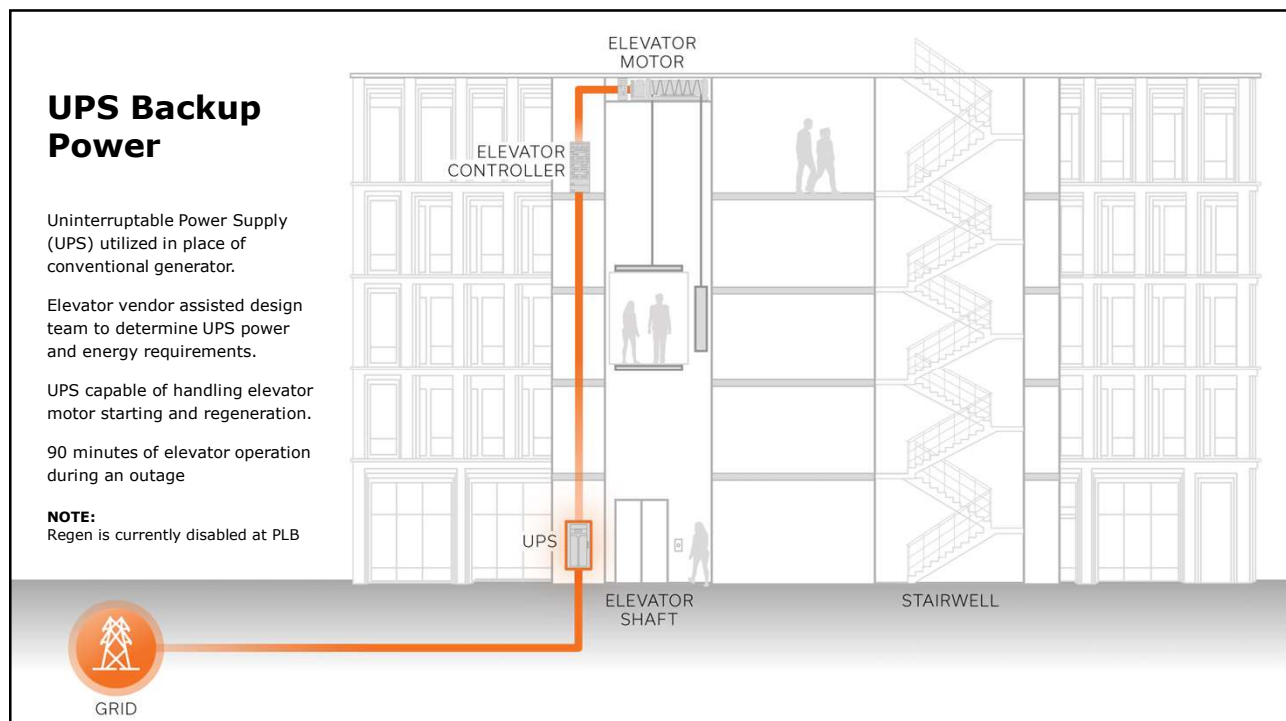 UPS Backup
Power
Uninterruptable Power Supply
(UPS) utilized in place of
conventional generator.
Elevator vendor assisted design
team to determine UPS power
and energy requirements.
UPS capable of handling elevator
motor starting and regeneration.
90 minutes of elevator operation
during an outage
NOTE:
Regen is currently disabled at PLB
ELEVATOR
MOTOR
ELEVATOR
CONTROLLER
UPS
ELEVATOR
SHAFT
STAIRWELL
GRID